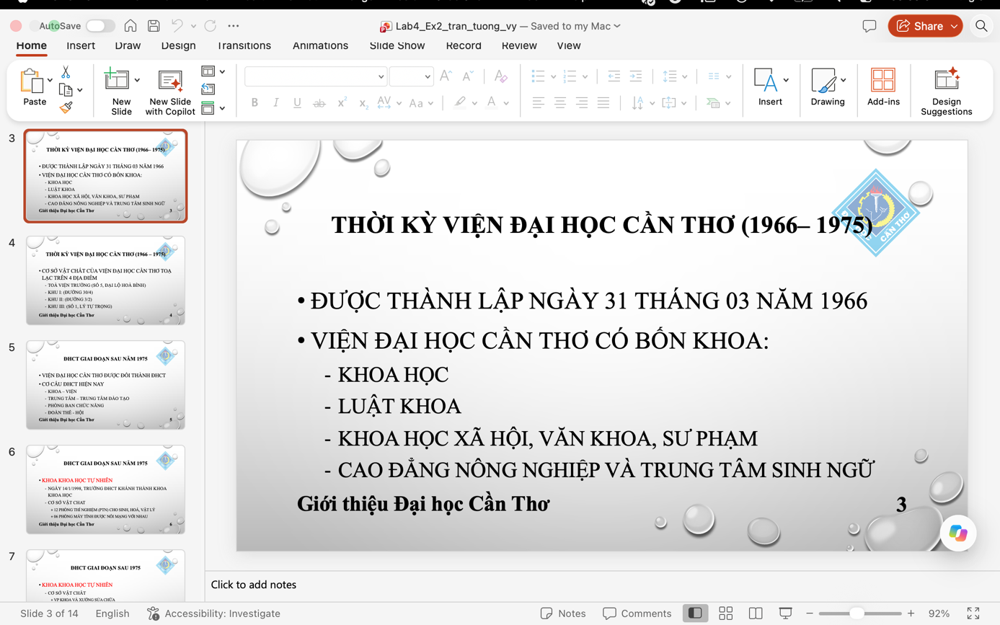 AutoSave
Lab4_Ex2_tran_tuong_vy — Saved to my Mac
Share
Home Insert Draw Design Transitions Animations Slide Show Record Review View
Paste
New Slide
New Slide with Copilot
Insert
Drawing
Add-ins
Design Suggestions
3
THỜI KỲ VIỆN ĐẠI HỌC CẦN THƠ (1966– 1975)
• ĐƯỢC THÀNH LẬP NGÀY 31 THÁNG 03 NĂM 1966
• VIỆN ĐẠI HỌC CẦN THƠ CÓ BỐN KHOA:
- KHOA HỌC
- LUẬT KHOA
- KHOA HỌC XÃ HỘI, VĂN KHOA, SƯ PHẠM
- CAO ĐẲNG NÔNG NGHIỆP VÀ TRUNG TÂM SINH NGỮ
Giới thiệu Đại học Cần Thơ 3
4
THỜI KỲ VIỆN ĐẠI HỌC CẦN THƠ (1966 – 1975)
• CƠ SỞ VẬT CHẤT CỦA VIỆN ĐẠI HỌC CẦN THƠ TOẠ
LẠC TRÊN 4 ĐỊA ĐIỂM
- TOÀ VIỆN TRƯỞNG (SỐ 5, ĐẠI LỘ HOÀ BÌNH)
- KHU I: (ĐƯỜNG 30/4)
- KHU II: (ĐƯỜNG 3/2)
- KHU III: (SỐ 1, LÝ TỰ TRỌNG)
Giới thiệu Đại học Cần Thơ 4
5
ĐHCT GIAI ĐOẠN SAU NĂM 1975
• VIỆN ĐẠI HỌC CẦN THƠ ĐƯỢC ĐỔI THÀNH ĐHCT
• CƠ CẤU ĐHCT HIỆN NAY
- KHOA – VIỆN
- TRUNG TÂM – TRUNG TÂM ĐÀO TẠO
- PHÒNG BAN CHỨC NĂNG
- ĐOÀN THỂ - HỘI
Giới thiệu Đại học Cần Thơ 5
6
ĐHCT GIAI ĐOẠN SAU NĂM 1975
• KHOA KHOA HỌC TỰ NHIÊN
- NGÀY 14/1/1998, TRƯỜNG ĐHCT KHÁNH THÀNH KHOA
KHOA HỌC
- CƠ SỞ VẬT CHAT
+ 12 PHÒNG THÍ NGHIỆM (PTN) CHO SINH, HOÁ, VẬT LÝ
+ 06 PHÒNG MÁY TÍNH ĐƯỢC NỐI MẠNG VỚI NHAU
Giới thiệu Đại học Cần Thơ 6
7
ĐHCT GIAI ĐOẠN SAU 1975
• KHOA KHOA HỌC TỰ NHIÊN
- CƠ SỞ VẬT CHẤT
+ VP KHOA VÀ XƯỞNG SỬA CHỮA
THỜI KỲ VIỆN ĐẠI HỌC CẦN THƠ (1966– 1975)
CẦN THƠ
• ĐƯỢC THÀNH LẬP NGÀY 31 THÁNG 03 NĂM 1966
• VIỆN ĐẠI HỌC CẦN THƠ CÓ BỐN KHOA:
- KHOA HỌC
- LUẬT KHOA
- KHOA HỌC XÃ HỘI, VĂN KHOA, SƯ PHẠM
- CAO ĐẲNG NÔNG NGHIỆP VÀ TRUNG TÂM SINH NGỮ
Giới thiệu Đại học Cần Thơ 3
Click to add notes
Slide 3 of 14 English Accessibility: Investigate Notes Comments 92%